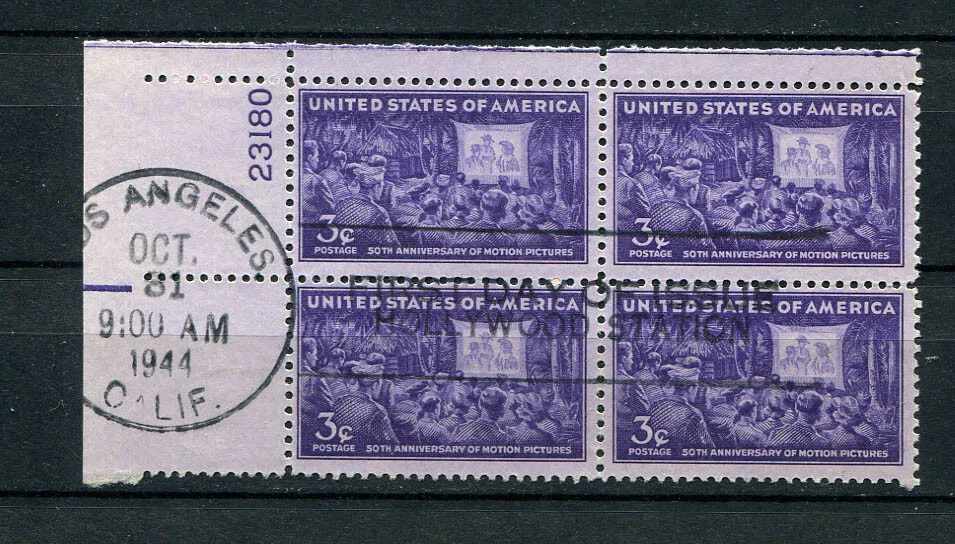 23180
OS ANGELES
OCT.
31
9:00 AM
1944
C LIF.
UNITED STATES OF AMERICA
3¢
POSTAGE 50TH ANNIVERSARY OF MOTION PICTURES
UNITED STATES OF AMERICA
3¢
POSTAGE 50TH ANNIVERSARY OF MOTION PICTURES
FIRST DAY OF ISSUE
HOLLYWOOD STATION
UNITED STATES OF AMERICA
3¢
POSTAGE 50TH ANNIVERSARY OF MOTION PICTURES
UNITED STATES OF AMERICA
3¢
POSTAGE 50TH ANNIVERSARY OF MOTION PICTURES